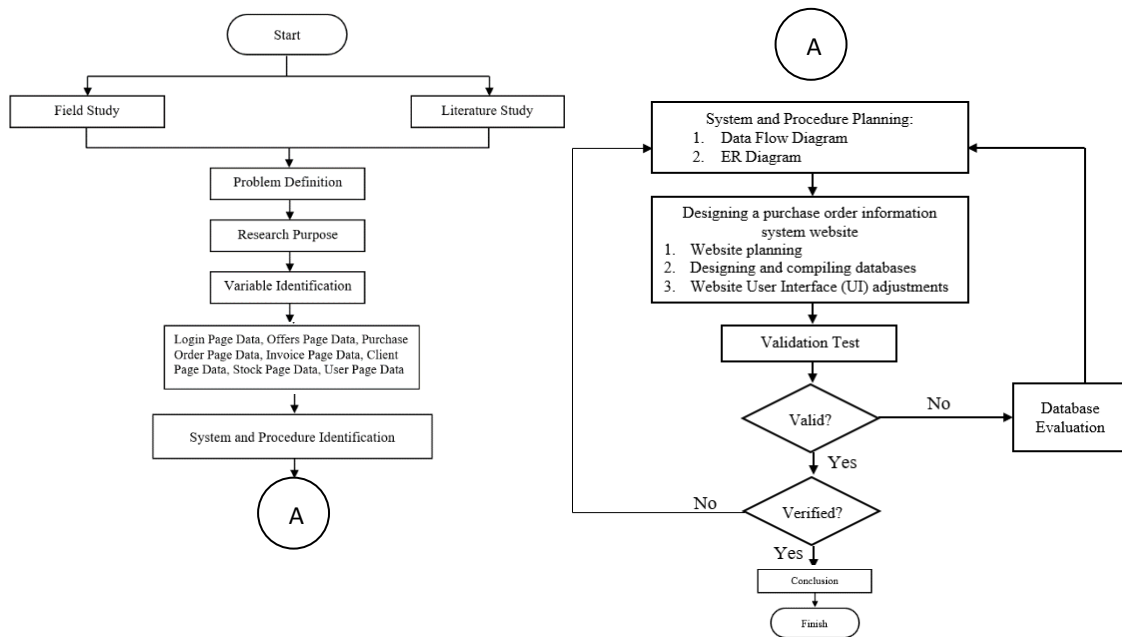 Start
Field Study
Literature Study
Problem Definition
Research Purpose
Variable Identification
Login Page Data, Offers Page Data, Purchase
Order Page Data, Invoice Page Data, Client
Page Data, Stock Page Data, User Page Data
System and Procedure Identification
A
A
System and Procedure Planning:
1. Data Flow Diagram
2. ER Diagram
Designing a purchase order information
system website
1. Website planning
2. Designing and compiling databases
3. Website User Interface (UI) adjustments
Validation Test
Valid?
No
Database
Evaluation
Yes
Verified?
No
Yes
Conclusion
Finish